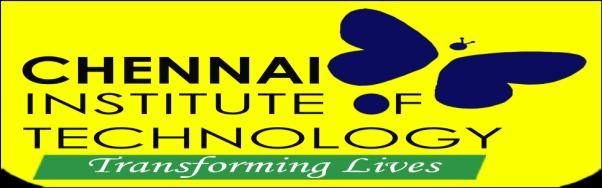 CHENNAI
INSTITUTE OF
TECHNOLOGY
Transforming Lives